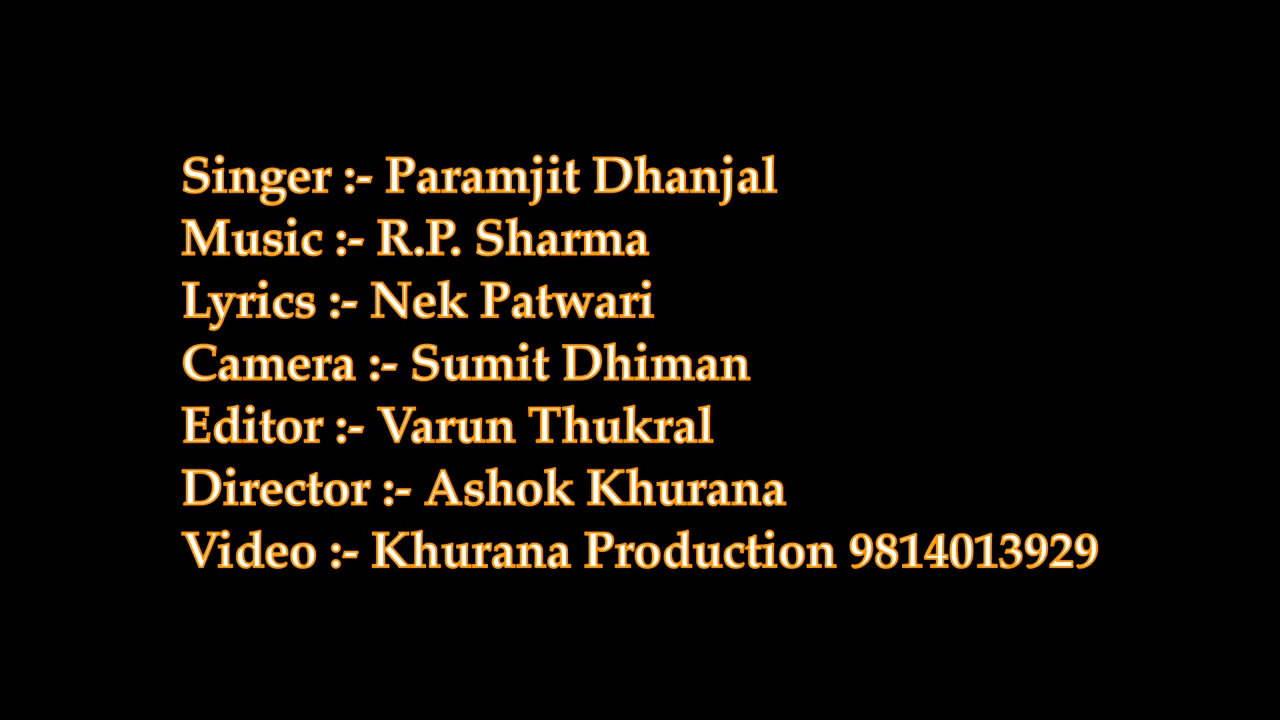 Singer :- Paramjit Dhanjal
Music :- R.P. Sharma
Lyrics :- Nek Patwari
Camera :- Sumit Dhiman
Editor :- Varun Thukral
Director :- Ashok Khurana
Video :- Khurana Production 9814013929